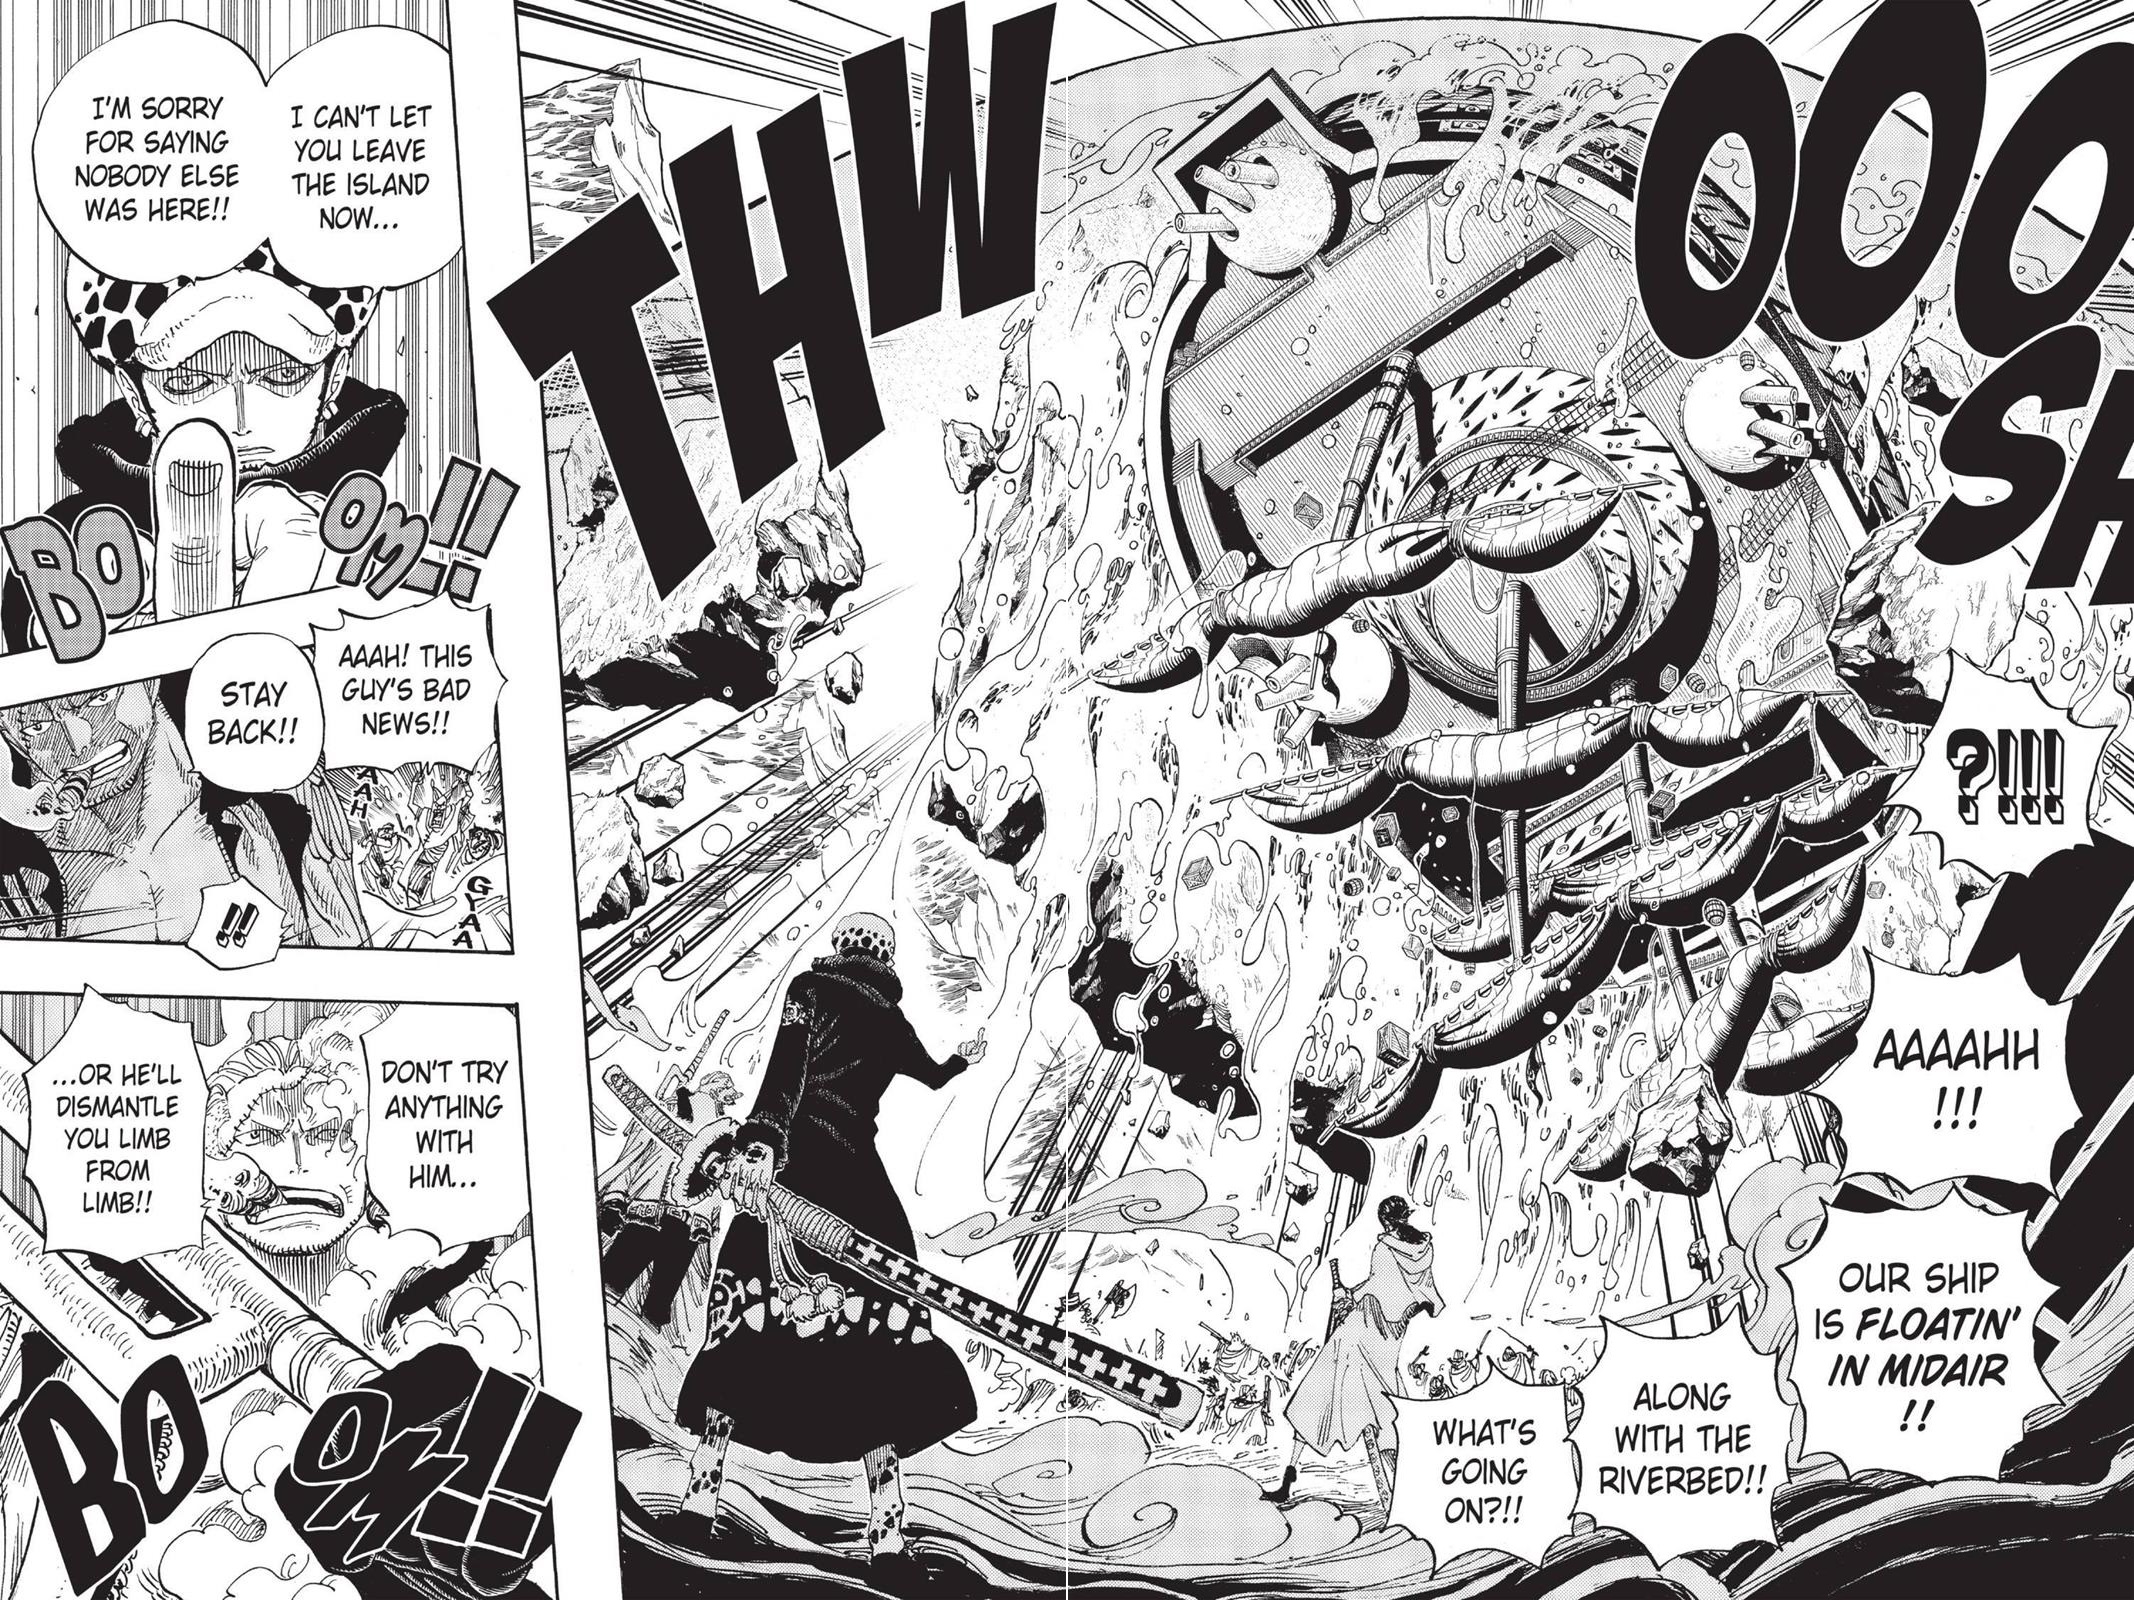 THW
OOO
SH
?!!!!
AAAAHH
!!!
OUR SHIP
IS FLOATIN'
IN MIDAIR
!!
ALONG
WITH THE
RIVERBED!!
WHAT'S
GOING
ON?!!
I CAN'T LET
YOU LEAVE
THE ISLAND
NOW...
I'M SORRY
FOR SAYING
NOBODY ELSE
WAS HERE!!
BOOM!!
AAAH! THIS
GUY'S BAD
NEWS!!
AAH
GYAA
STAY
BACK!!
!!
DON'T TRY
ANYTHING
WITH
HIM...
...OR HE'LL
DISMANTLE
YOU LIMB
FROM
LIMB!!
BOOM!!